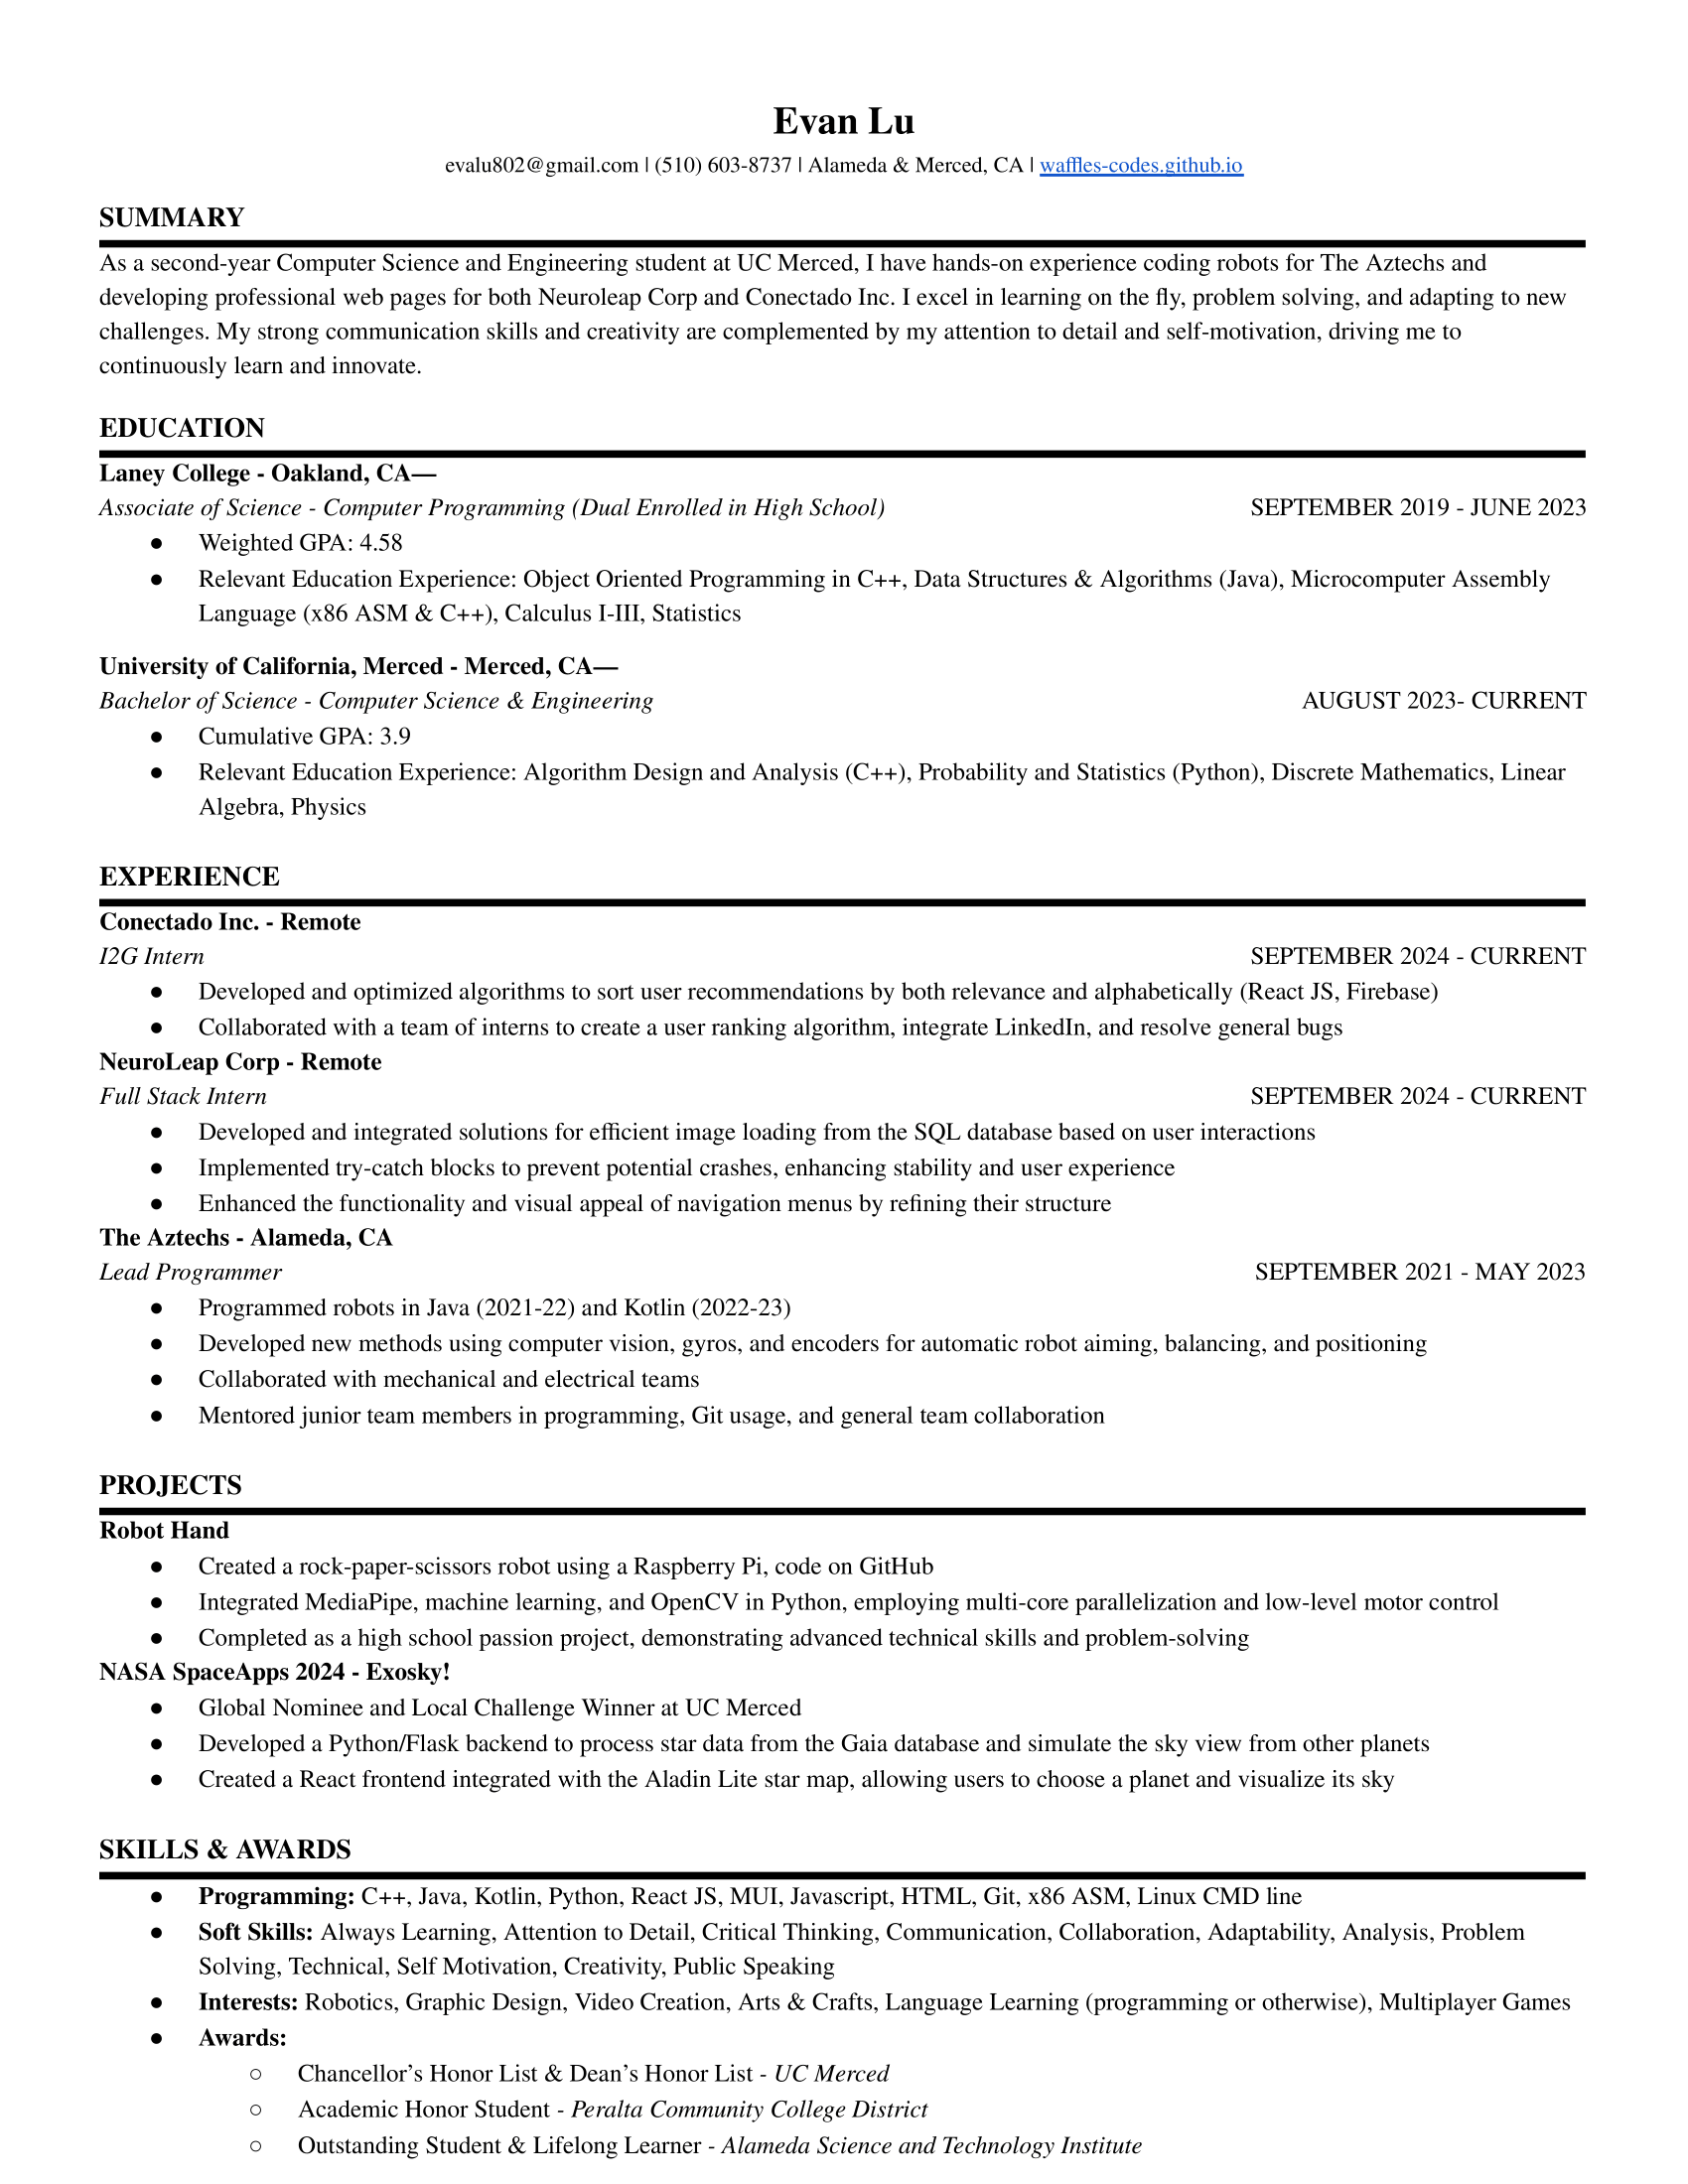 Evan Lu
evalu802@gmail.com | (510) 603-8737 | Alameda & Merced, CA | waffles-codes.github.io
SUMMARY
As a second-year Computer Science and Engineering student at UC Merced, I have hands-on experience coding robots for The Aztechs and
developing professional web pages for both Neuroleap Corp and Conectado Inc. I excel in learning on the fly, problem solving, and adapting to new
challenges. My strong communication skills and creativity are complemented by my attention to detail and self-motivation, driving me to
continuously learn and innovate.
EDUCATION
Laney College - Oakland, CA—
Associate of Science - Computer Programming (Dual Enrolled in High School) SEPTEMBER 2019 - JUNE 2023
● Weighted GPA: 4.58
● Relevant Education Experience: Object Oriented Programming in C++, Data Structures & Algorithms (Java), Microcomputer Assembly
Language (x86 ASM & C++), Calculus I-III, Statistics
University of California, Merced - Merced, CA—
Bachelor of Science - Computer Science & Engineering AUGUST 2023- CURRENT
● Cumulative GPA: 3.9
● Relevant Education Experience: Algorithm Design and Analysis (C++), Probability and Statistics (Python), Discrete Mathematics, Linear
Algebra, Physics
EXPERIENCE
Conectado Inc. - Remote
I2G Intern SEPTEMBER 2024 - CURRENT
● Developed and optimized algorithms to sort user recommendations by both relevance and alphabetically (React JS, Firebase)
● Collaborated with a team of interns to create a user ranking algorithm, integrate LinkedIn, and resolve general bugs
NeuroLeap Corp - Remote
Full Stack Intern SEPTEMBER 2024 - CURRENT
● Developed and integrated solutions for efficient image loading from the SQL database based on user interactions
● Implemented try-catch blocks to prevent potential crashes, enhancing stability and user experience
● Enhanced the functionality and visual appeal of navigation menus by refining their structure
The Aztechs - Alameda, CA
Lead Programmer SEPTEMBER 2021 - MAY 2023
● Programmed robots in Java (2021-22) and Kotlin (2022-23)
● Developed new methods using computer vision, gyros, and encoders for automatic robot aiming, balancing, and positioning
● Collaborated with mechanical and electrical teams
● Mentored junior team members in programming, Git usage, and general team collaboration
PROJECTS
Robot Hand
● Created a rock-paper-scissors robot using a Raspberry Pi, code on GitHub
● Integrated MediaPipe, machine learning, and OpenCV in Python, employing multi-core parallelization and low-level motor control
● Completed as a high school passion project, demonstrating advanced technical skills and problem-solving
NASA SpaceApps 2024 - Exosky!
● Global Nominee and Local Challenge Winner at UC Merced
● Developed a Python/Flask backend to process star data from the Gaia database and simulate the sky view from other planets
● Created a React frontend integrated with the Aladin Lite star map, allowing users to choose a planet and visualize its sky
SKILLS & AWARDS
● Programming: C++, Java, Kotlin, Python, React JS, MUI, Javascript, HTML, Git, x86 ASM, Linux CMD line
● Soft Skills: Always Learning, Attention to Detail, Critical Thinking, Communication, Collaboration, Adaptability, Analysis, Problem
Solving, Technical, Self Motivation, Creativity, Public Speaking
● Interests: Robotics, Graphic Design, Video Creation, Arts & Crafts, Language Learning (programming or otherwise), Multiplayer Games
● Awards:
○ Chancellor’s Honor List & Dean’s Honor List - UC Merced
○ Academic Honor Student - Peralta Community College District
○ Outstanding Student & Lifelong Learner - Alameda Science and Technology Institute